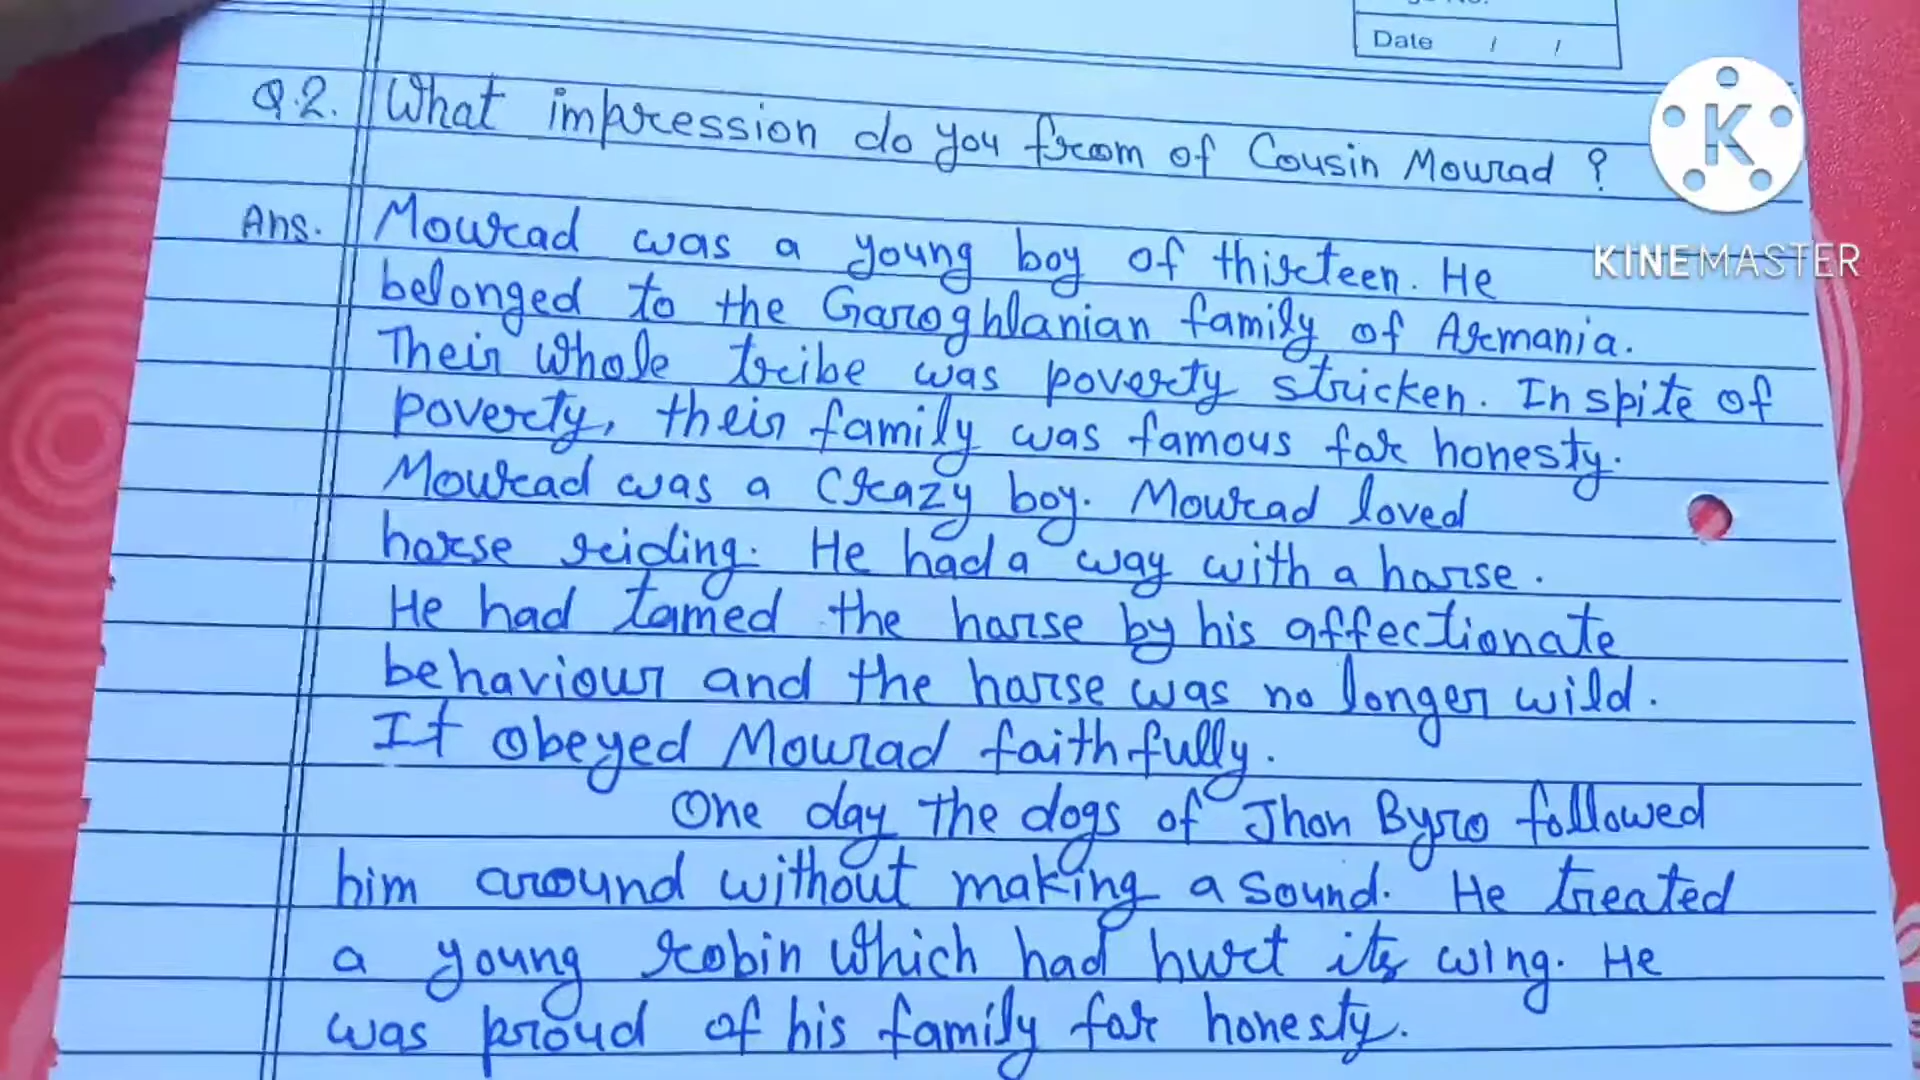 Date / /
Q.2. What impression do you from of Cousin Mourad ?
KINEMASTER
Ans. Mourad was a young boy of thirteen. He
belonged to the Garoghlanian family of Armania.
Their whole tribe was poverty stricken. In spite of
poverty, their family was famous for honesty.
Mourad was a crazy boy. Mourad loved
horse riding. He had a way with a horse.
He had tamed the horse by his affectionate
behaviour and the horse was no longer wild.
It obeyed Mourad faithfully.
One day the dogs of Jhon Byro followed
him around without making a sound. He treated
a young robin which had hurt its wing. He
was proud of his family for honesty.